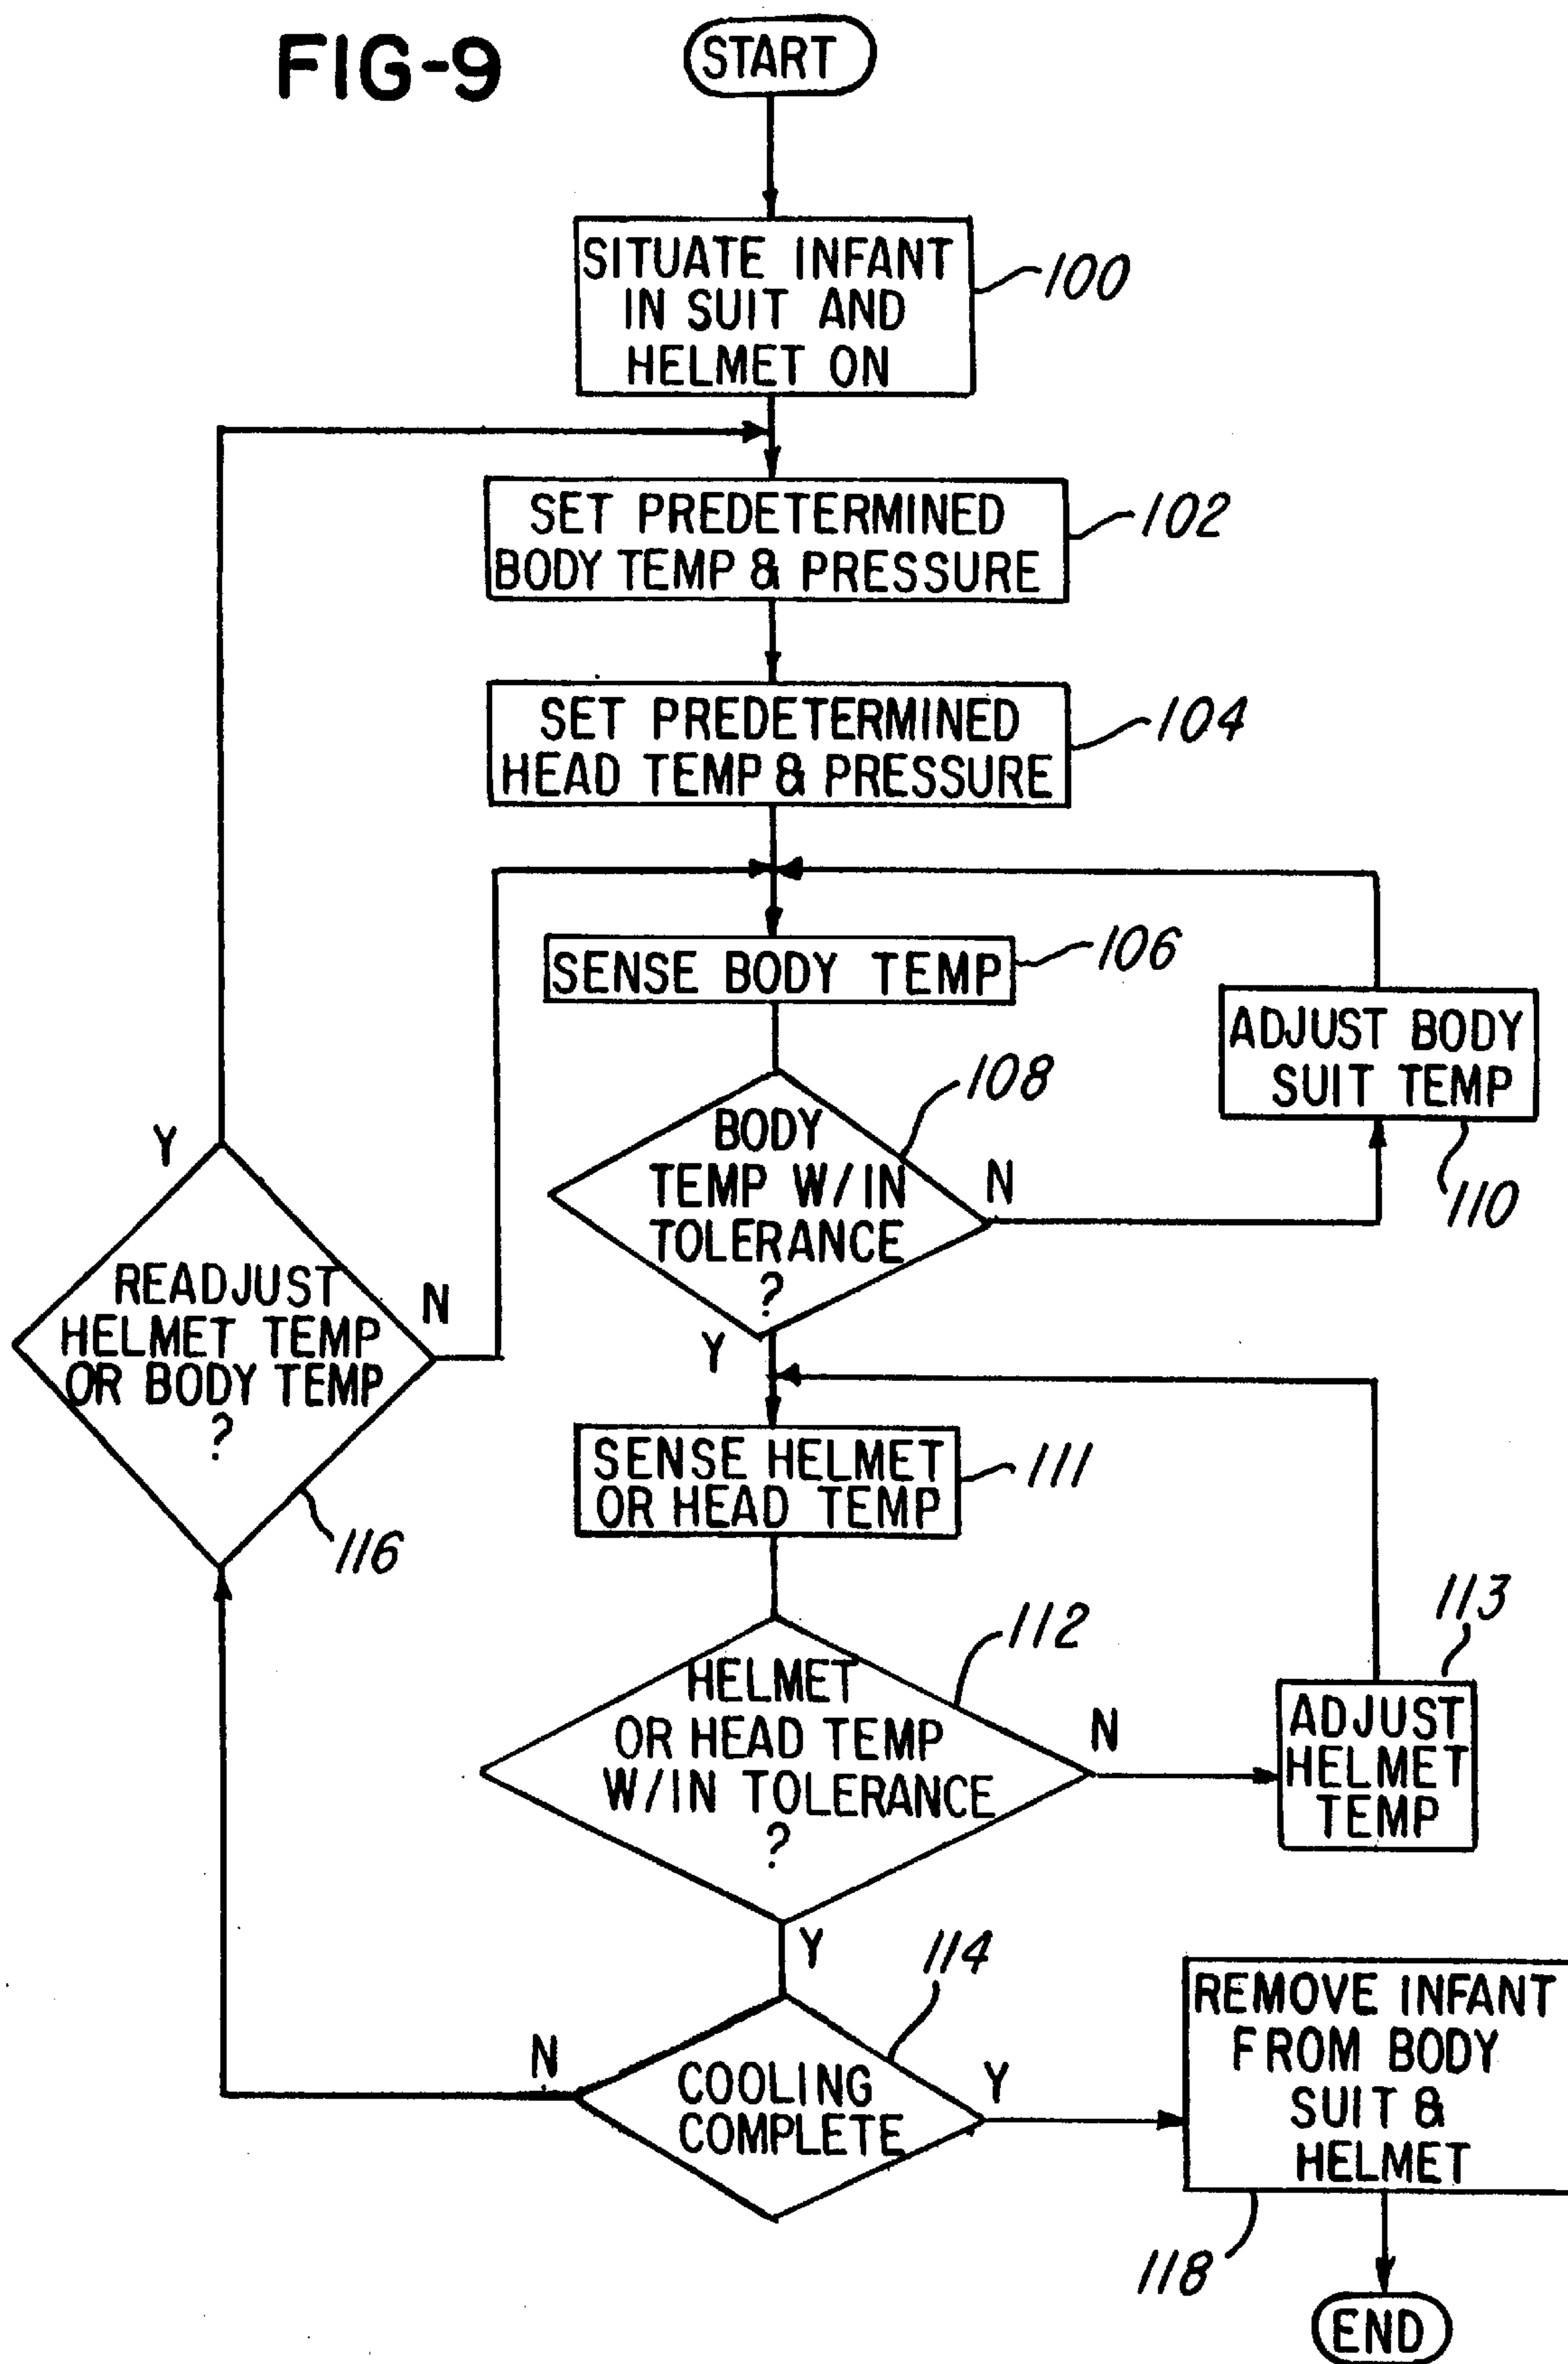 FIG-9
START
SITUATE INFANT
IN SUIT AND
HELMET ON
100
SET PREDETERMINED
BODY TEMP & PRESSURE
102
SET PREDETERMINED
HEAD TEMP & PRESSURE
104
SENSE BODY TEMP
106
ADJUST BODY
SUIT TEMP
110
BODY
TEMP W/IN
TOLERANCE
?
108
N
Y
READJUST
HELMET TEMP
OR BODY TEMP
?
Y
N
116
SENSE HELMET
OR HEAD TEMP
111
HELMET
OR HEAD TEMP
W/IN TOLERANCE
?
112
N
113
ADJUST
HELMET
TEMP
Y
114
COOLING
COMPLETE
N
Y
REMOVE INFANT
FROM BODY
SUIT &
HELMET
118
END